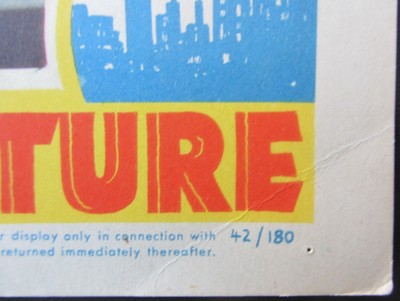 TURE
display only in connection with 42/180
returned immediately thereafter.